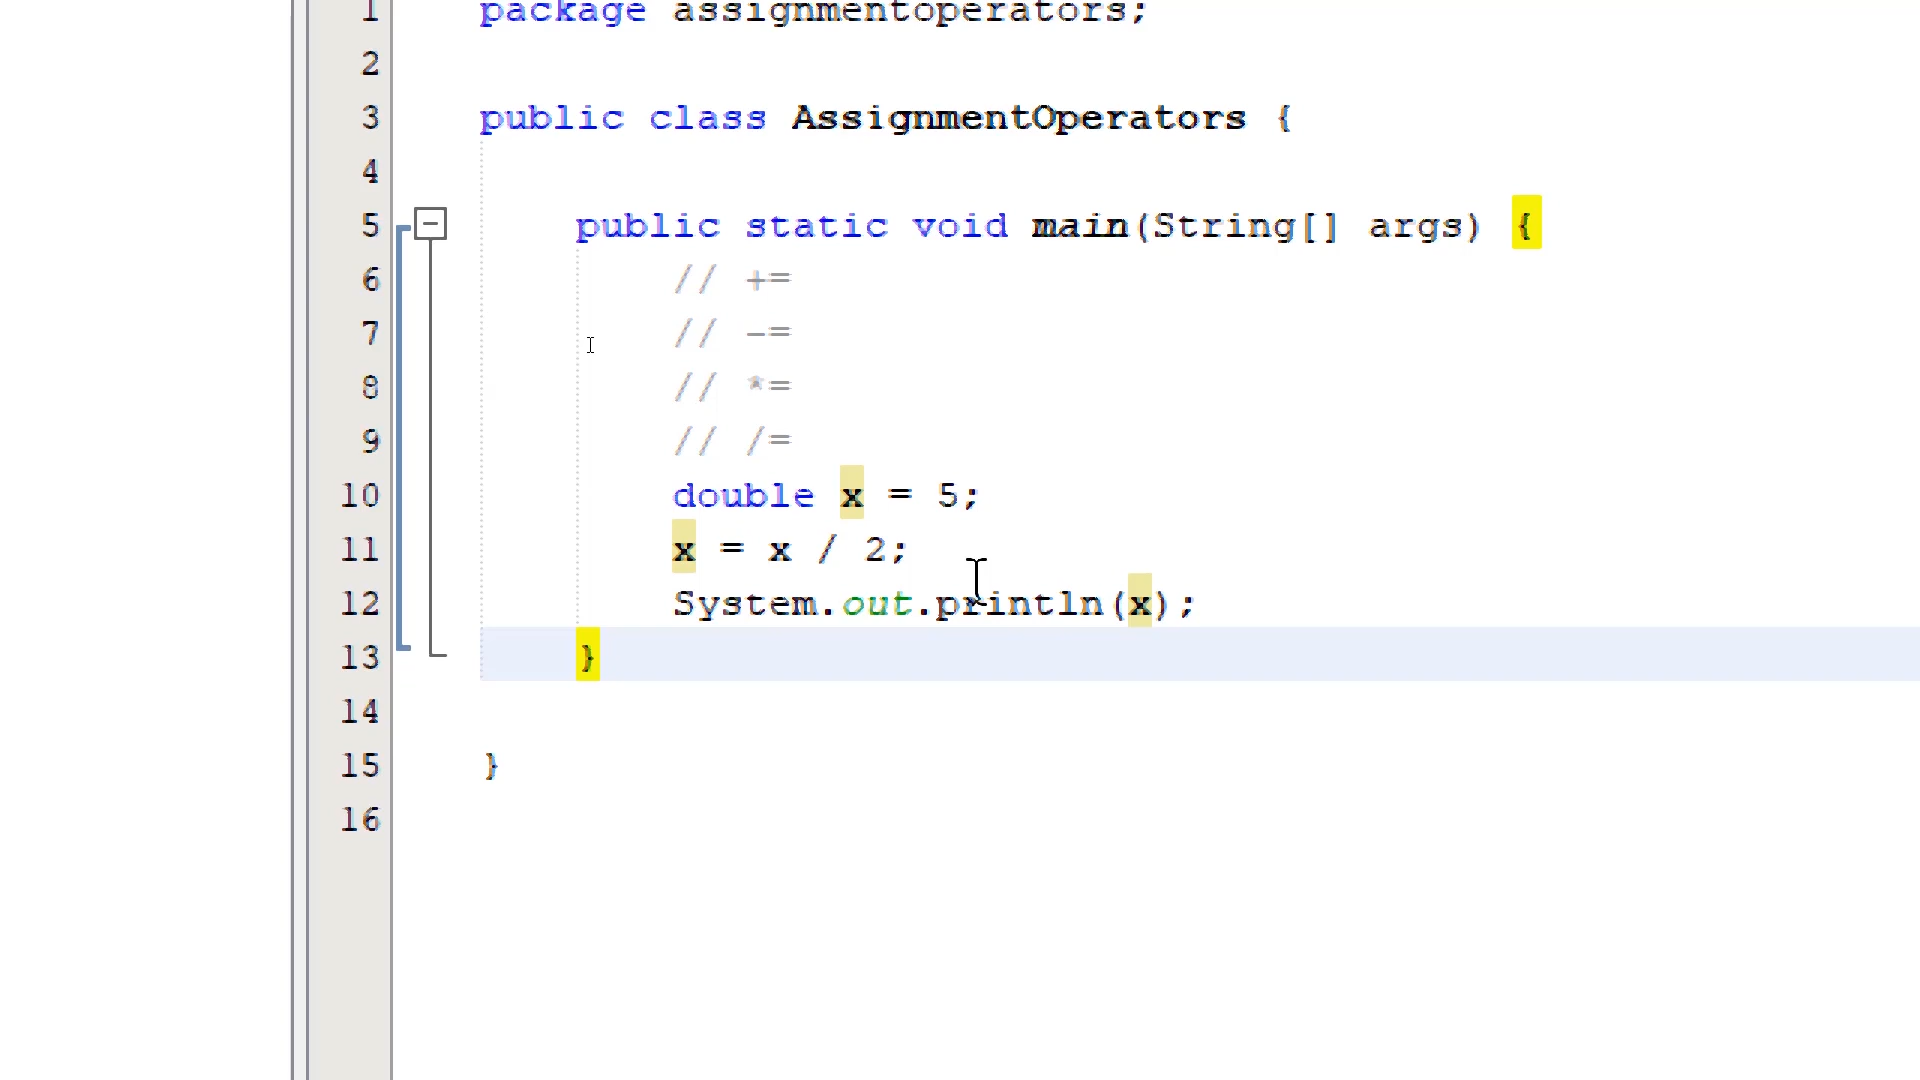 1 package assignmentoperators;
2
3 public class AssignmentOperators {
4
5 public static void main(String[] args) {
6 // +=
7 // -=
8 // *=
9 // /=
10 double x = 5;
11 x = x / 2;
12 System.out.println(x);
13 }
14
15 }
16